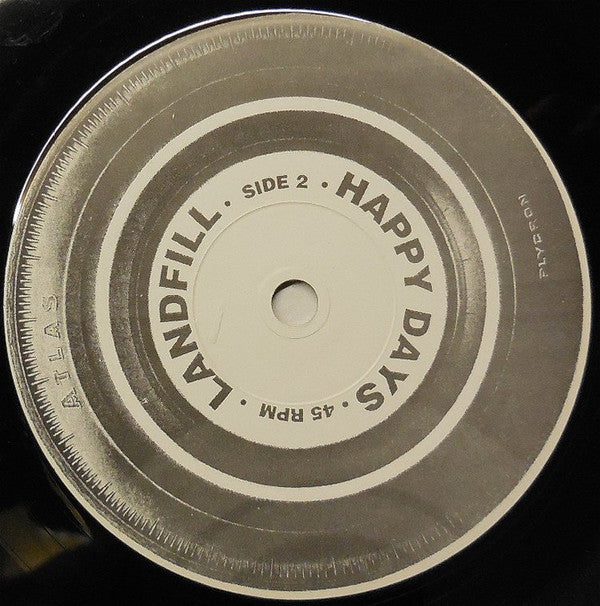 SIDE 2 ·
HAPPY DAYS ·
45 RPM ·
LANDFILL ·
ATLAS
PLYCRON